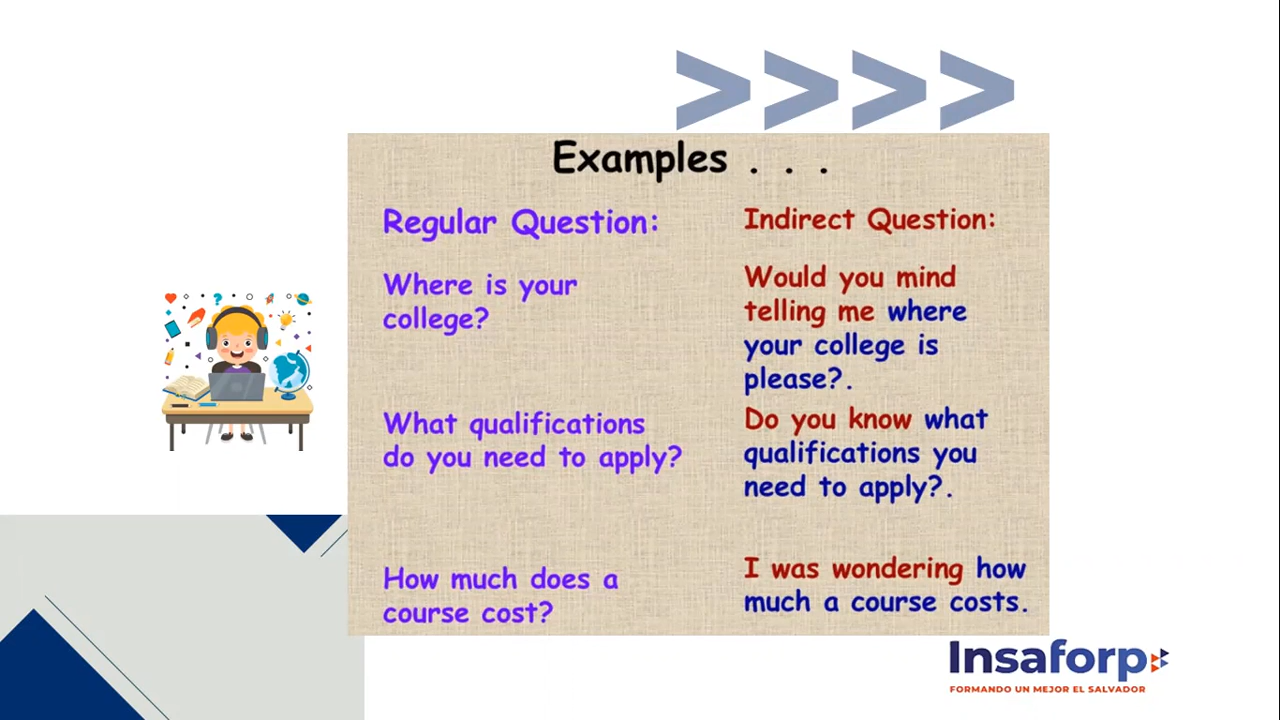 Examples . . .
Regular Question:
Where is your
college?
What qualifications
do you need to apply?
How much does a
course cost?
Indirect Question:
Would you mind
telling me where
your college is
please?.
Do you know what
qualifications you
need to apply?.
I was wondering how
much a course costs.
Insaforp
FORMANDO UN MEJOR EL SALVADOR